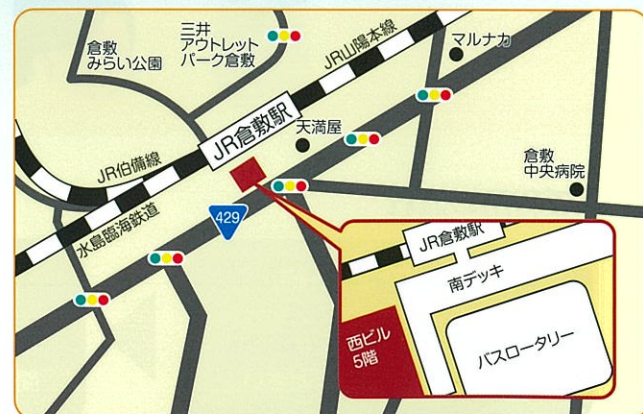 倉敷
みらい公園
三井
アウトレット
パーク倉敷
JR山陽本線
マルナカ
JR倉敷駅
天満屋
JR伯備線
倉敷
中央病院
水島臨海鉄道
429
JR倉敷駅
南デッキ
西ビル
5階
バスロータリー